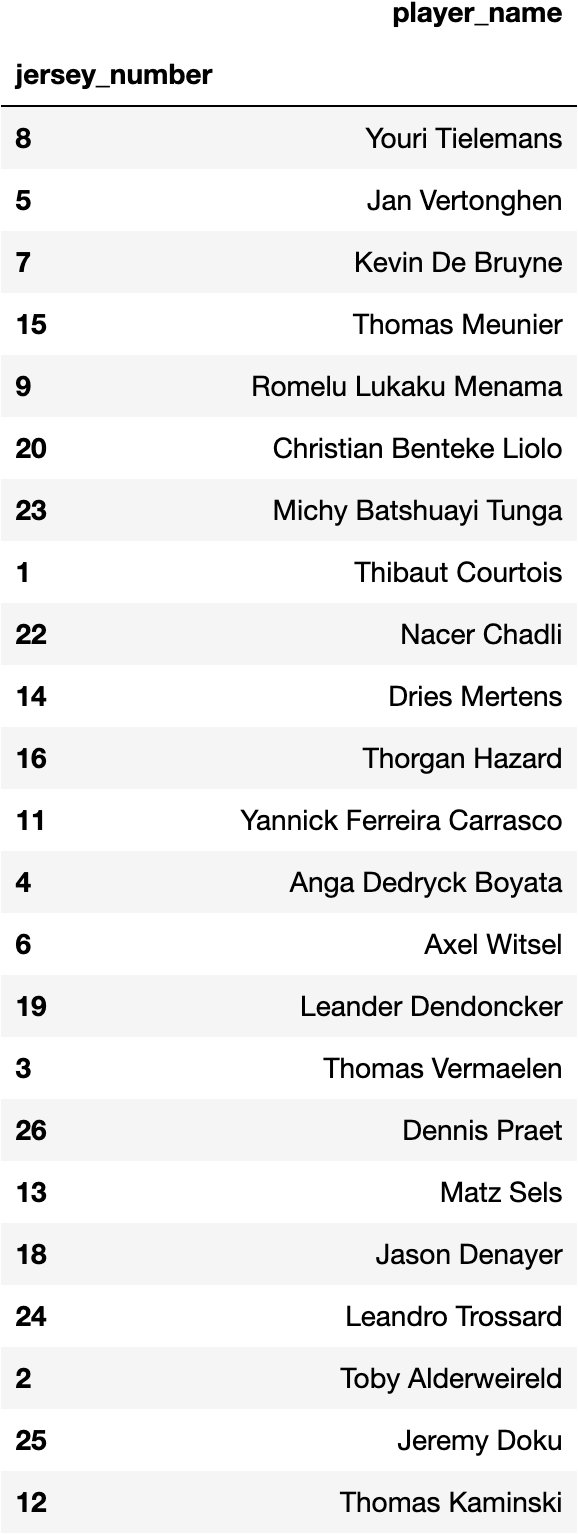 player_name
jersey_number
8 Youri Tielemans
5 Jan Vertonghen
7 Kevin De Bruyne
15 Thomas Meunier
9 Romelu Lukaku Menama
20 Christian Benteke Liolo
23 Michy Batshuayi Tunga
1 Thibaut Courtois
22 Nacer Chadli
14 Dries Mertens
16 Thorgan Hazard
11 Yannick Ferreira Carrasco
4 Anga Dedryck Boyata
6 Axel Witsel
19 Leander Dendoncker
3 Thomas Vermaelen
26 Dennis Praet
13 Matz Sels
18 Jason Denayer
24 Leandro Trossard
2 Toby Alderweireld
25 Jeremy Doku
12 Thomas Kaminski